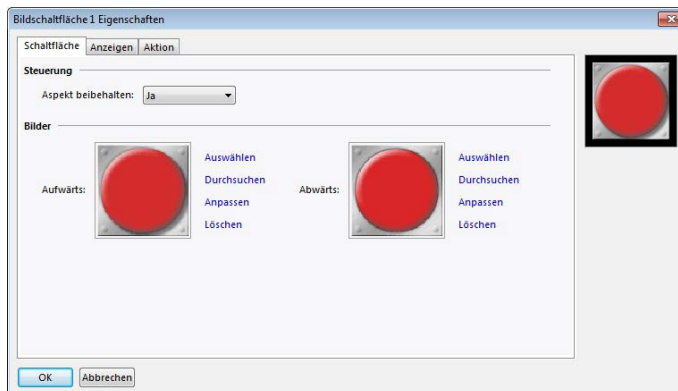 Bildschaltfläche 1 Eigenschaften
Schaltfläche Anzeigen Aktion
Steuerung
Aspekt beibehalten: Ja
Bilder
Aufwärts:
Auswählen
Durchsuchen
Anpassen
Löschen
Abwärts:
Auswählen
Durchsuchen
Anpassen
Löschen
OK Abbrechen